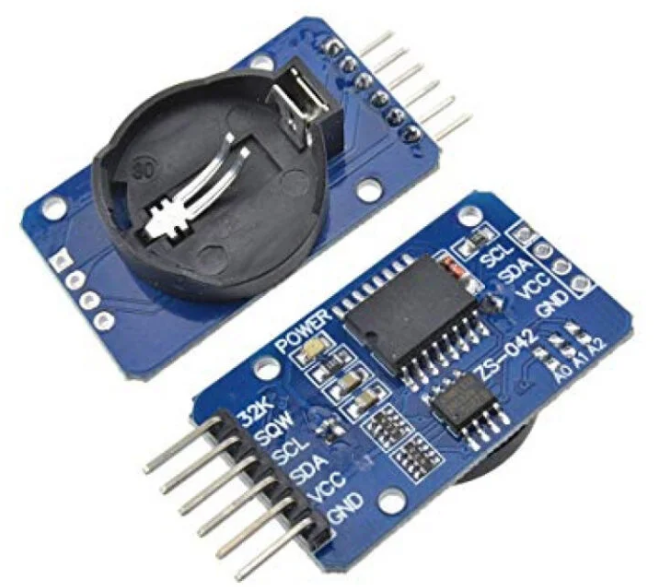 SCL
SDA
VCC
GND
POWER
ZS-042
A0 A1 A2
32K
SQW
SCL
SDA
VCC
GND